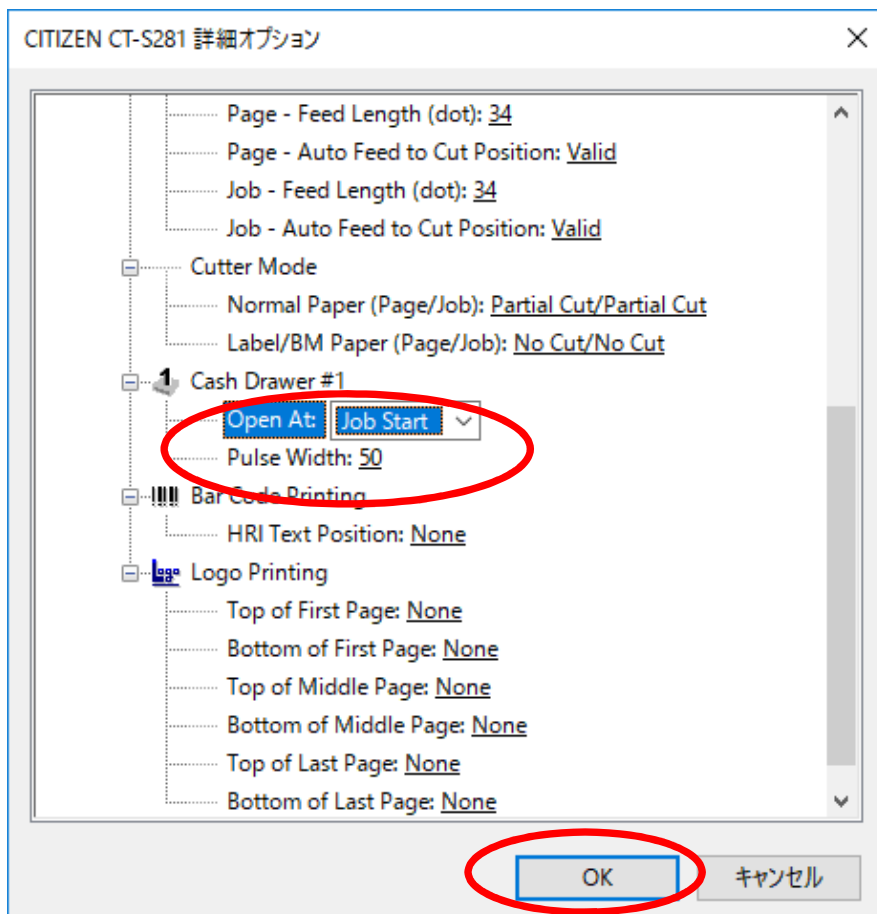 CITIZEN CT-S281 詳細オプション
Page - Feed Length (dot): 34
Page - Auto Feed to Cut Position: Valid
Job - Feed Length (dot): 34
Job - Auto Feed to Cut Position: Valid
Cutter Mode
Normal Paper (Page/Job): Partial Cut/Partial Cut
Label/BM Paper (Page/Job): No Cut/No Cut
1 Cash Drawer #1
Open At: Job Start
Pulse Width: 50
Bar Code Printing
HRI Text Position: None
Logo Logo Printing
Top of First Page: None
Bottom of First Page: None
Top of Middle Page: None
Bottom of Middle Page: None
Top of Last Page: None
Bottom of Last Page: None
OK キャンセル